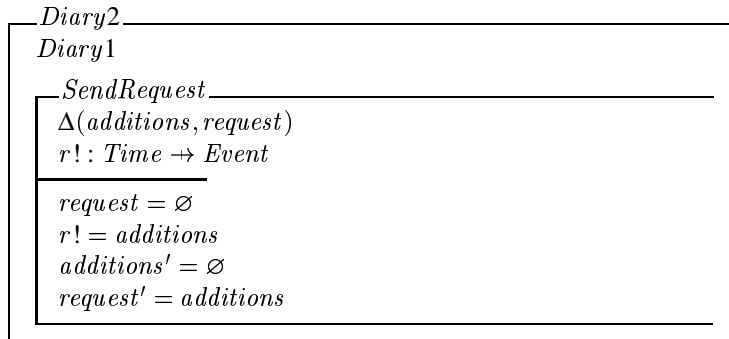 Diary2
Diary1
SendRequest
Δ(additions, request)
r! : Time ⇸ Event
request = ∅
r! = additions
additions′ = ∅
request′ = additions